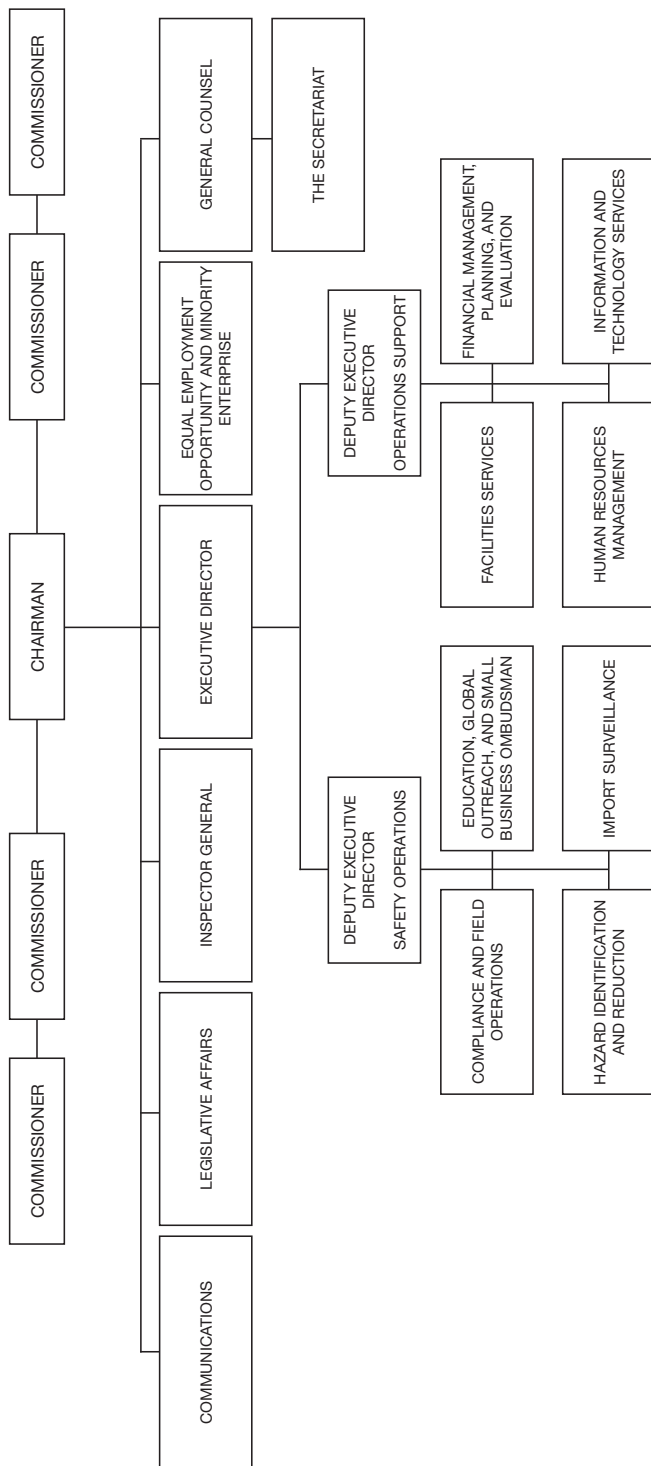 COMMISSIONER
COMMISSIONER
CHAIRMAN
COMMISSIONER
COMMISSIONER
COMMUNICATIONS
LEGISLATIVE AFFAIRS
INSPECTOR GENERAL
EXECUTIVE DIRECTOR
EQUAL EMPLOYMENT
OPPORTUNITY AND MINORITY
ENTERPRISE
GENERAL COUNSEL
THE SECRETARIAT
DEPUTY EXECUTIVE
DIRECTOR
SAFETY OPERATIONS
DEPUTY EXECUTIVE
DIRECTOR
OPERATIONS SUPPORT
COMPLIANCE AND FIELD
OPERATIONS
EDUCATION, GLOBAL
OUTREACH, AND SMALL
BUSINESS OMBUDSMAN
FACILITIES SERVICES
FINANCIAL MANAGEMENT,
PLANNING, AND
EVALUATION
HAZARD IDENTIFICATION
AND REDUCTION
IMPORT SURVEILLANCE
HUMAN RESOURCES
MANAGEMENT
INFORMATION AND
TECHNOLOGY SERVICES